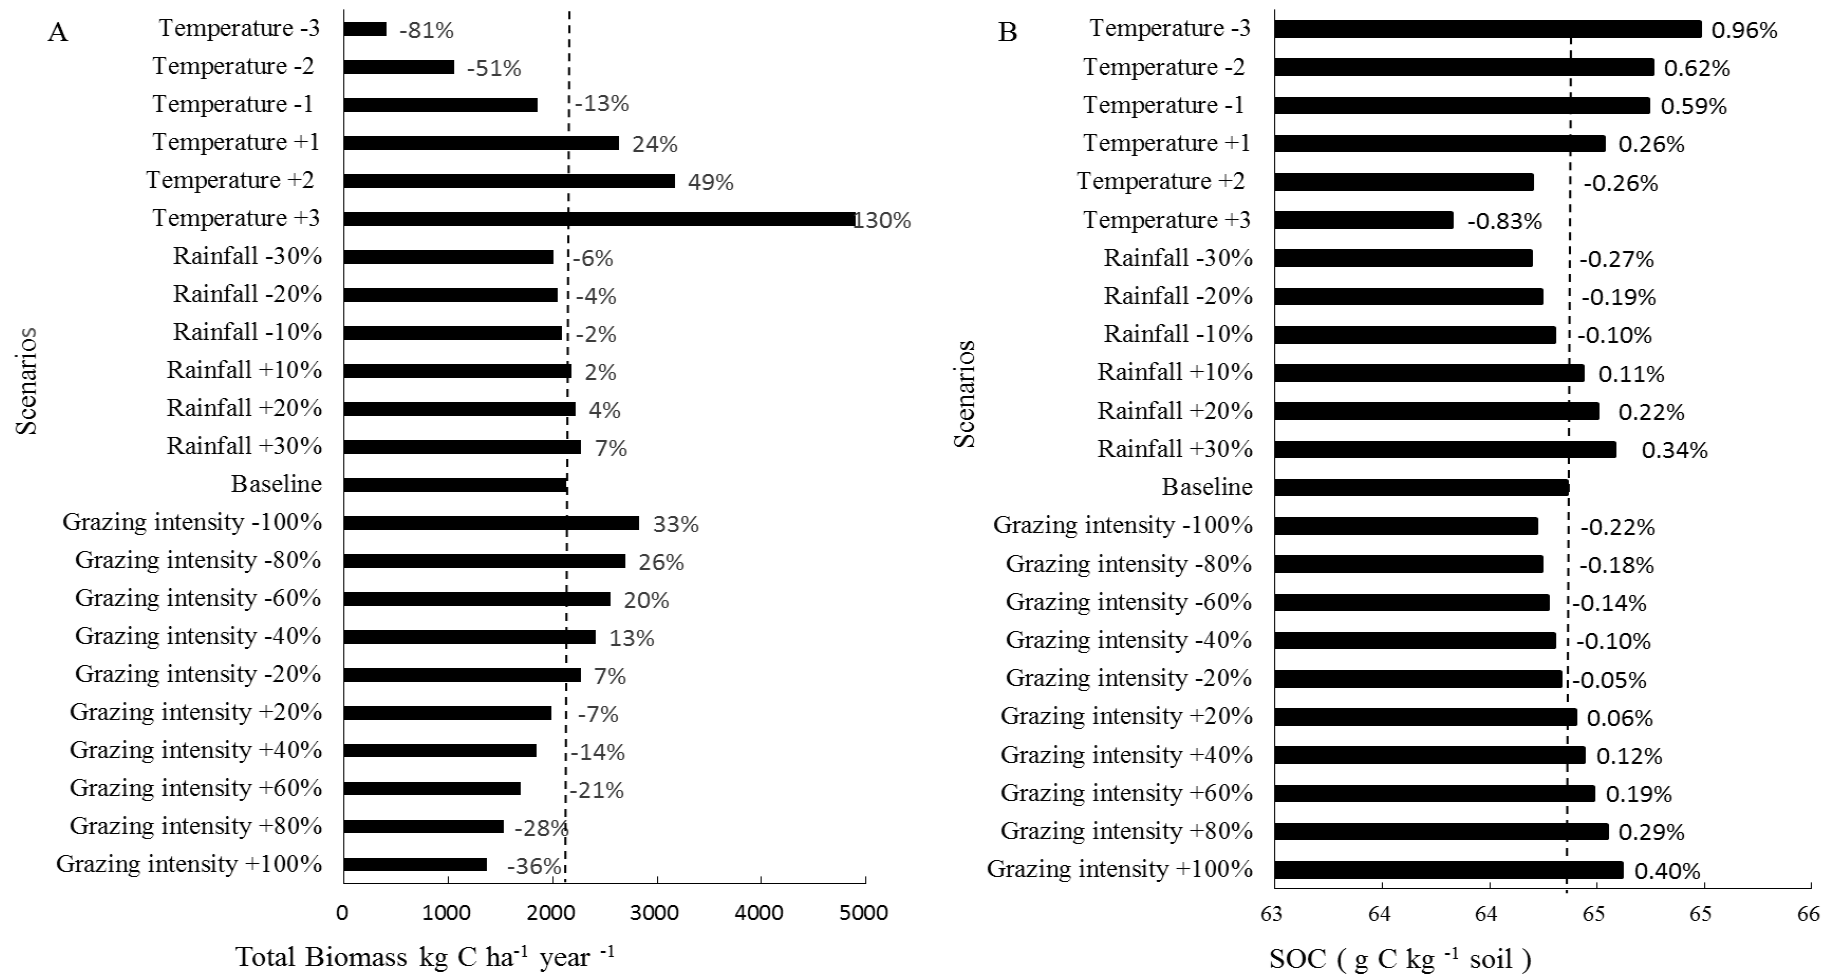 A
Temperature -3
-81%
Temperature -2
-51%
Temperature -1
-13%
Temperature +1
24%
Temperature +2
49%
Temperature +3
130%
Rainfall -30%
-6%
Rainfall -20%
-4%
Rainfall -10%
-2%
Rainfall +10%
2%
Rainfall +20%
4%
Rainfall +30%
7%
Baseline
Grazing intensity -100%
33%
Grazing intensity -80%
26%
Grazing intensity -60%
20%
Grazing intensity -40%
13%
Grazing intensity -20%
7%
Grazing intensity +20%
-7%
Grazing intensity +40%
-14%
Grazing intensity +60%
-21%
Grazing intensity +80%
-28%
Grazing intensity +100%
-36%
Scenarios
0 1000 2000 3000 4000 5000
Total Biomass kg C ha-1 year -1
B
Temperature -3
0.96%
Temperature -2
0.62%
Temperature -1
0.59%
Temperature +1
0.26%
Temperature +2
-0.26%
Temperature +3
-0.83%
Rainfall -30%
-0.27%
Rainfall -20%
-0.19%
Rainfall -10%
-0.10%
Rainfall +10%
0.11%
Rainfall +20%
0.22%
Rainfall +30%
0.34%
Baseline
Grazing intensity -100%
-0.22%
Grazing intensity -80%
-0.18%
Grazing intensity -60%
-0.14%
Grazing intensity -40%
-0.10%
Grazing intensity -20%
-0.05%
Grazing intensity +20%
0.06%
Grazing intensity +40%
0.12%
Grazing intensity +60%
0.19%
Grazing intensity +80%
0.29%
Grazing intensity +100%
0.40%
Scenarios
63 64 64 65 65 66
SOC ( g C kg -1 soil )